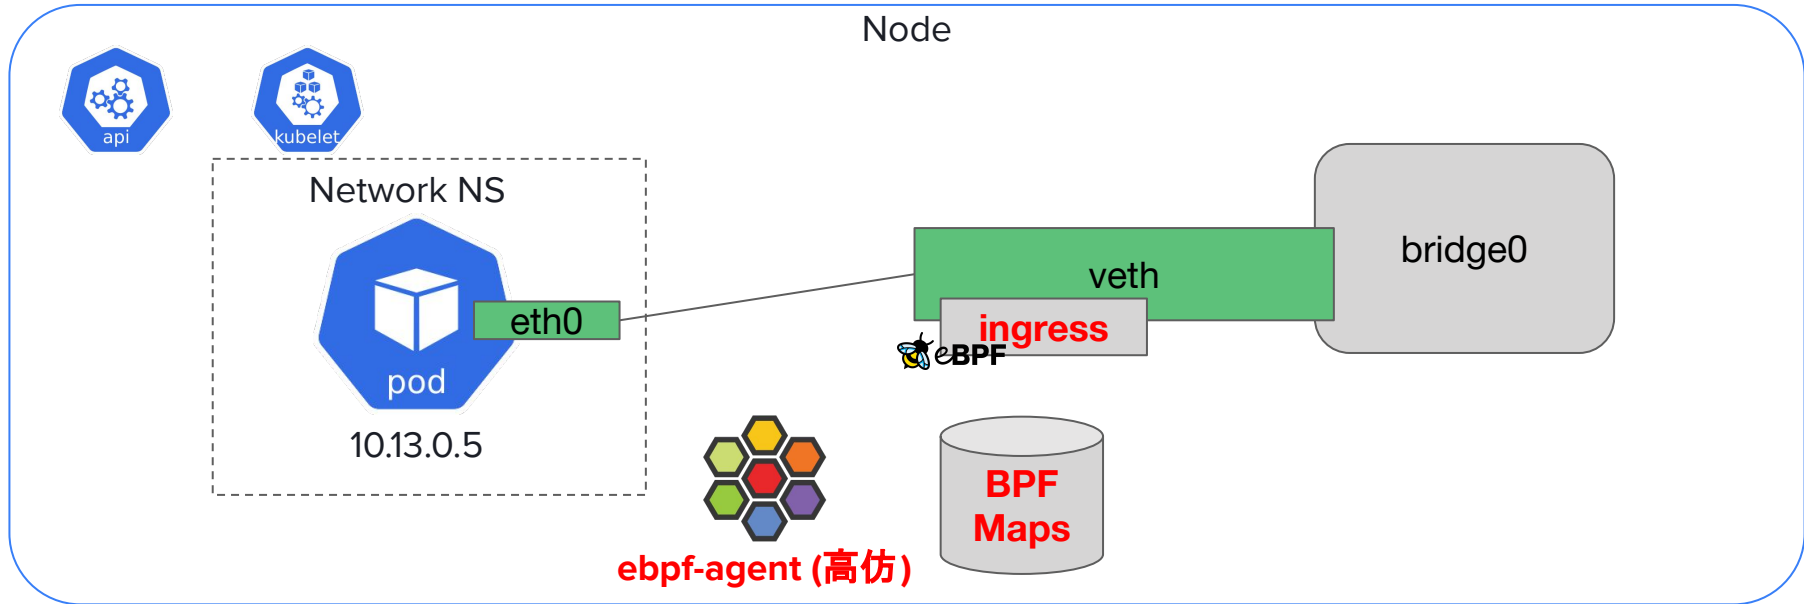 Node
api
kubelet
Network NS
eth0
pod
10.13.0.5
veth
bridge0
ingress
eBPF
ebpf-agent (高仿)
BPF
Maps